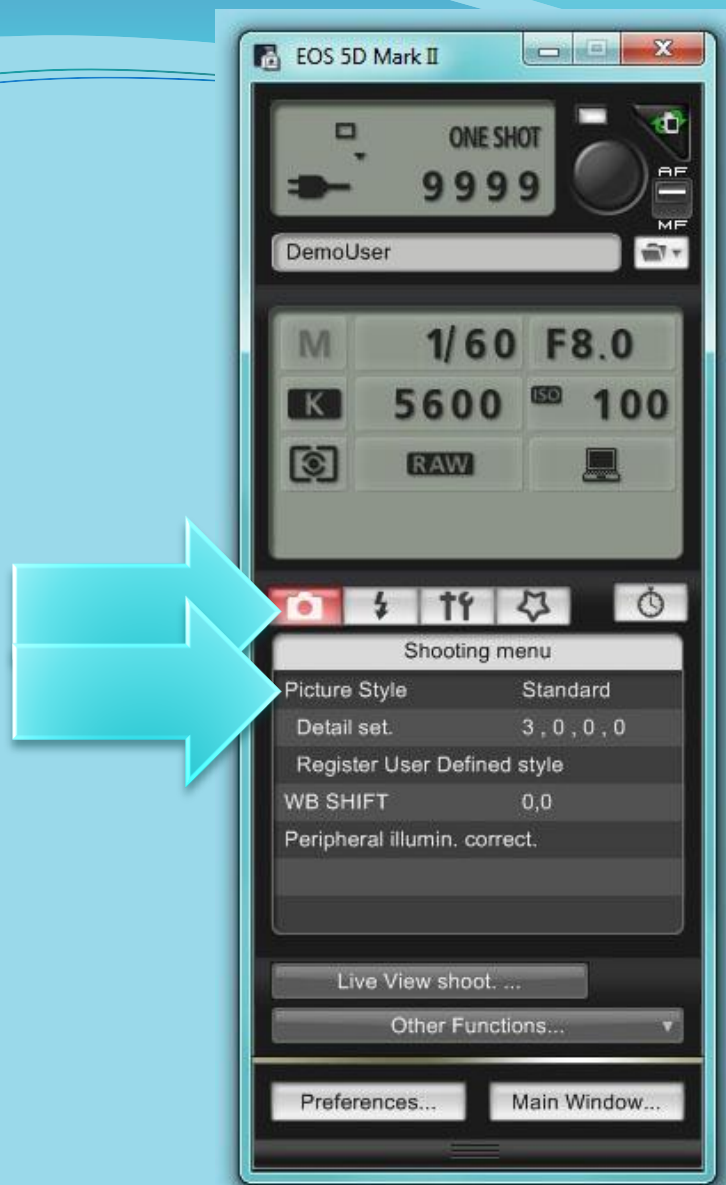 EOS 5D Mark II
ONE SHOT
9999
AF
MF
DemoUser
M 1/60 F8.0
K 5600 ISO 100
RAW
Shooting menu
Picture Style Standard
Detail set. 3 , 0 , 0 , 0
Register User Defined style
WB SHIFT 0,0
Peripheral illumin. correct.
Live View shoot. ...
Other Functions...
Preferences... Main Window...